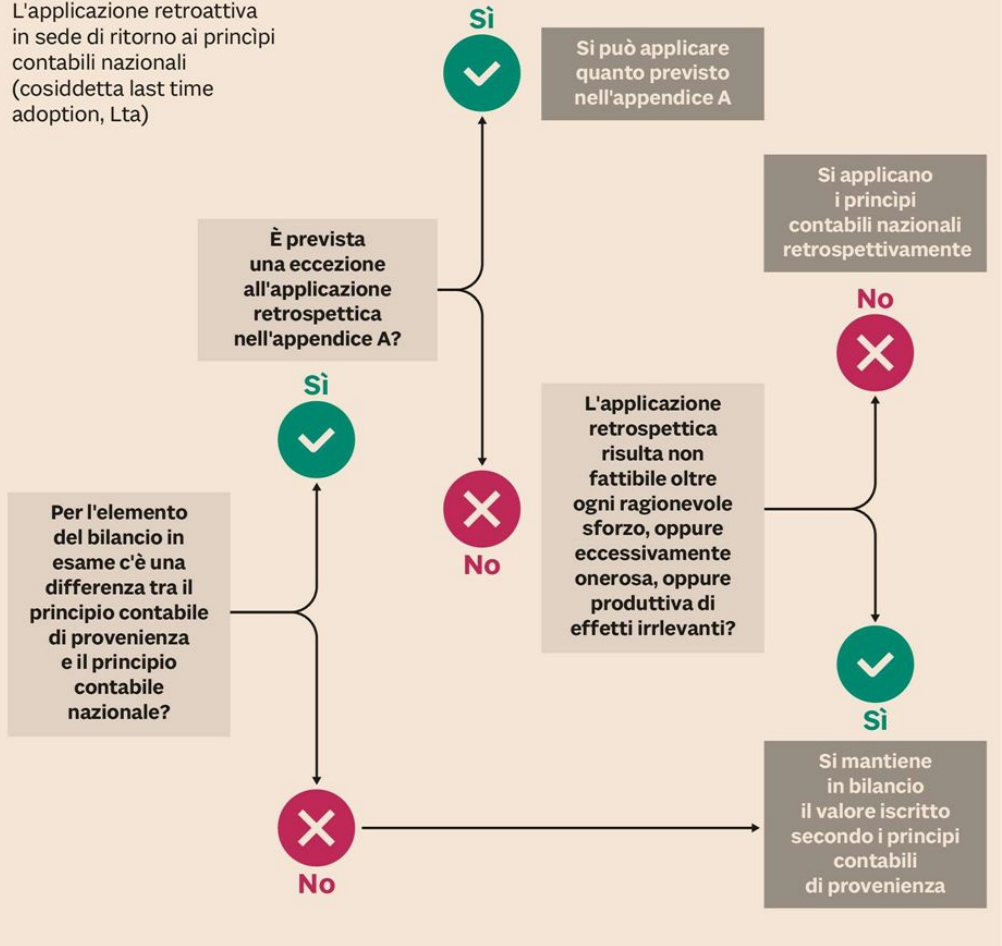 L'applicazione retroattiva
in sede di ritorno ai princìpi
contabili nazionali
(cosiddetta last time
adoption, Lta)
Per l'elemento
del bilancio in
esame c'è una
differenza tra il
principio contabile
di provenienza
e il principio
contabile
nazionale?
Sì
No
È prevista
una eccezione
all'applicazione
retrospettica
nell'appendice A?
Sì
Si può applicare
quanto previsto
nell'appendice A
No
L'applicazione
retrospettica
risulta non
fattibile oltre
ogni ragionevole
sforzo, oppure
eccessivamente
onerosa, oppure
produttiva di
effetti irrlevanti?
Si applicano
i princìpi
contabili nazionali
retrospettivamente
No
Sì
Si mantiene
in bilancio
il valore iscritto
secondo i principi
contabili
di provenienza